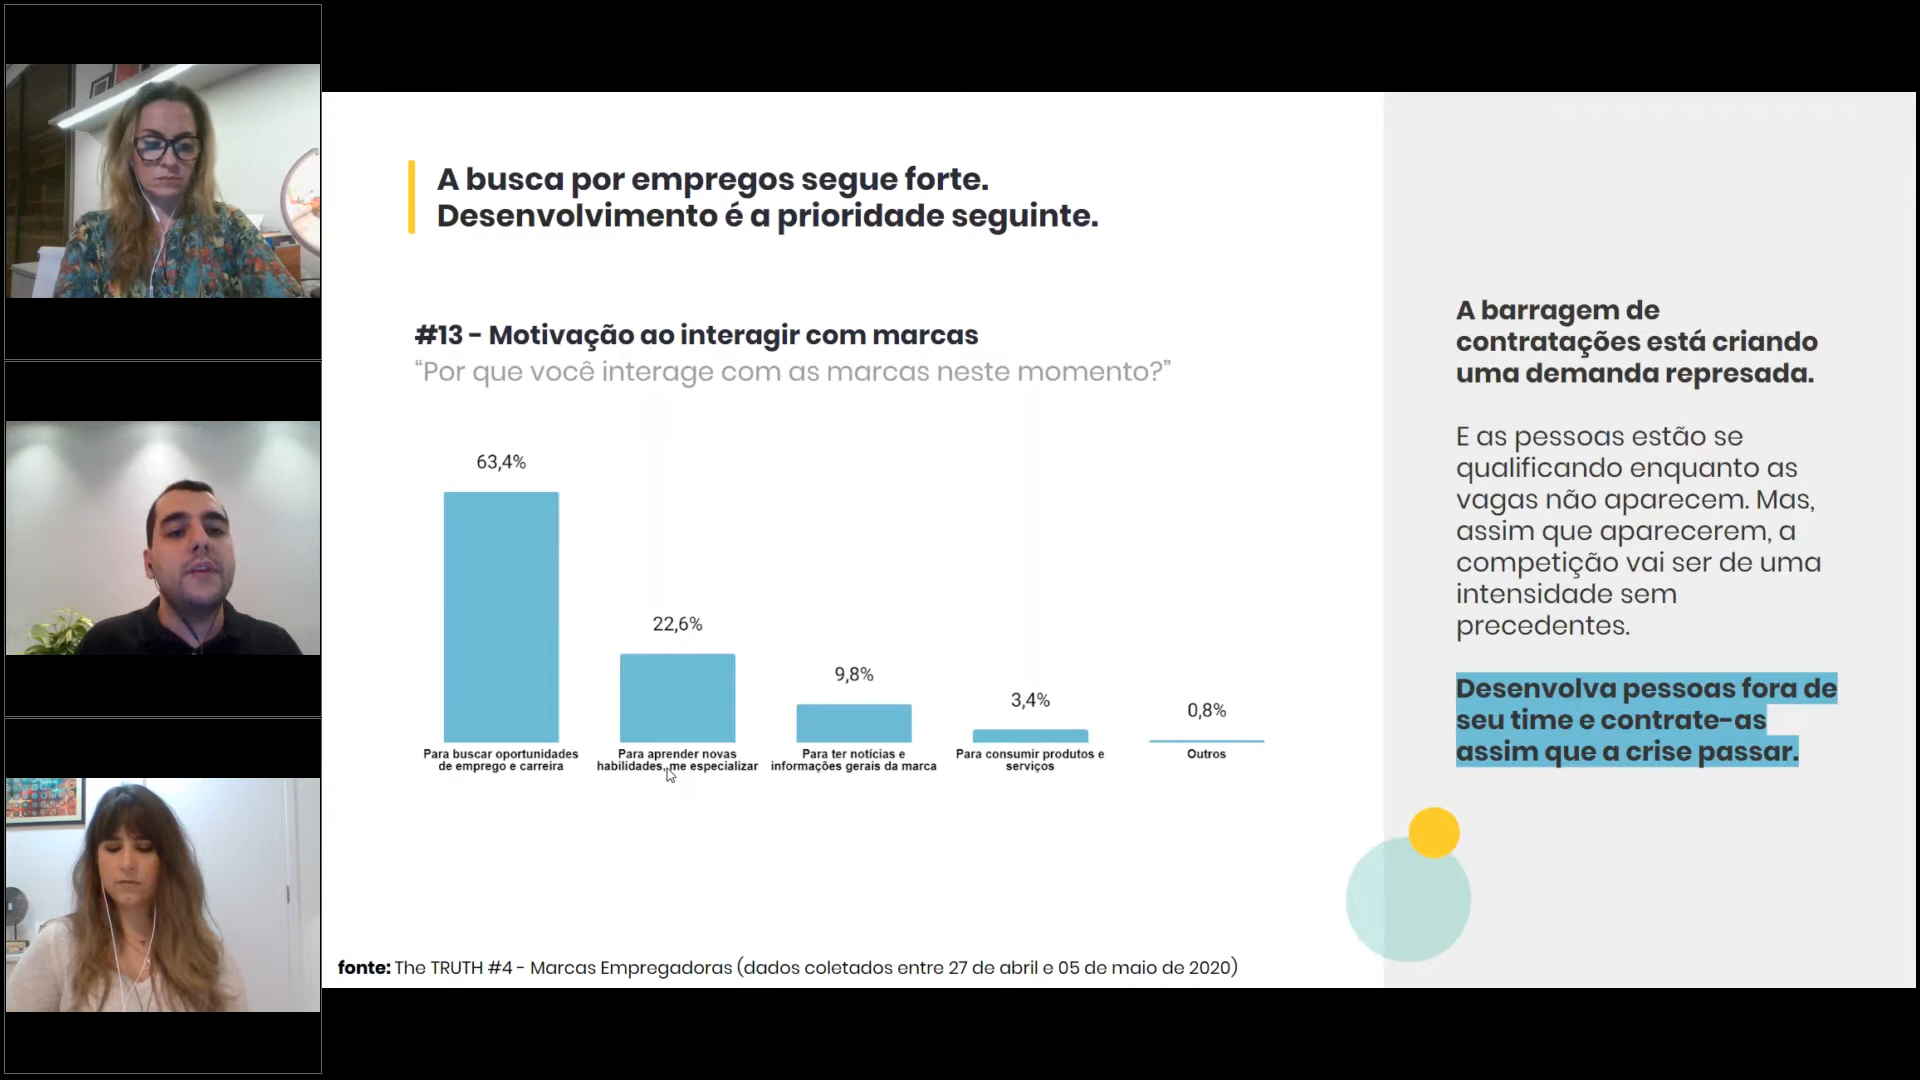 A busca por empregos segue forte.
Desenvolvimento é a prioridade seguinte.
#13 - Motivação ao interagir com marcas
“Por que você interage com as marcas neste momento?”
63,4%
22,6%
9,8%
3,4%
0,8%
Para buscar oportunidades
de emprego e carreira
Para aprender novas
habilidades, me especializar
Para ter notícias e
informações gerais da marca
Para consumir produtos e
serviços
Outros
fonte: The TRUTH #4 - Marcas Empregadoras (dados coletados entre 27 de abril e 05 de maio de 2020)
A barragem de
contratações está criando
uma demanda represada.
E as pessoas estão se
qualificando enquanto as
vagas não aparecem. Mas,
assim que aparecerem, a
competição vai ser de uma
intensidade sem
precedentes.
Desenvolva pessoas fora de
seu time e contrate-as
assim que a crise passar.